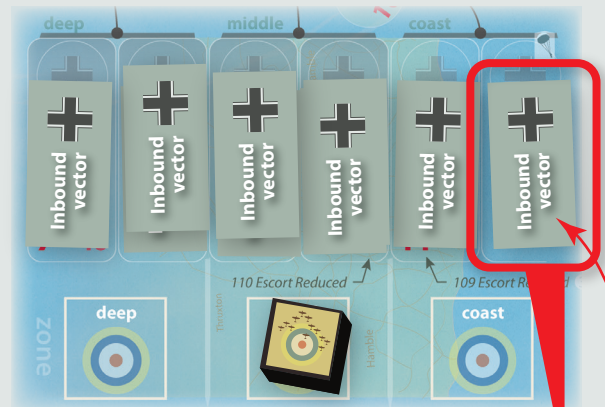 deep
middle
coast
Inbound
vector
Inbound
vector
Inbound
vector
Inbound
vector
Inbound
vector
Inbound
vector
110 Escort Reduced
109 Escort
zone
deep
coast
Hamble